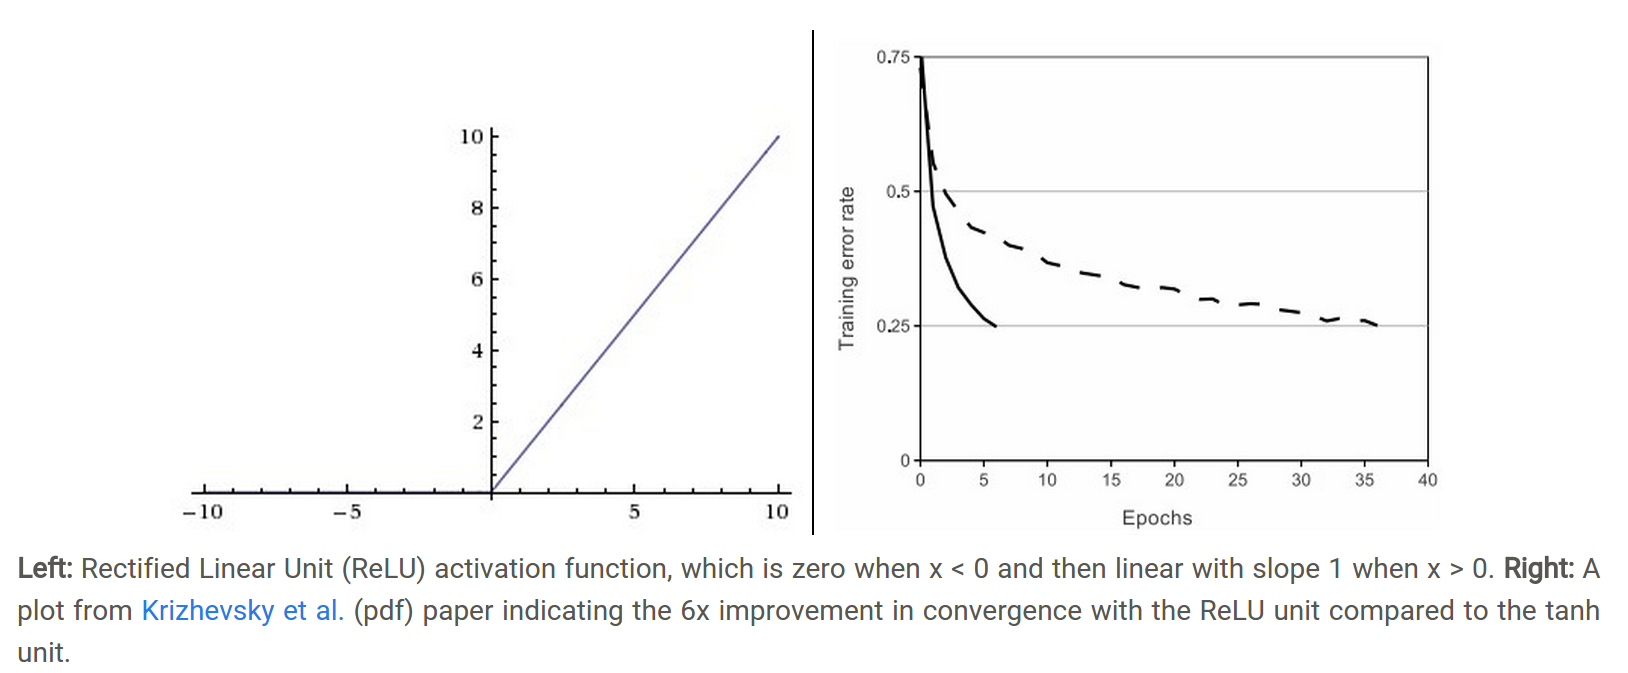 10
8
6
4
2
−10
−5
5
10
0.75
0.5
0.25
0
Training error rate
0 5 10 15 20 25 30 35 40
Epochs
Left: Rectified Linear Unit (ReLU) activation function, which is zero when x < 0 and then linear with slope 1 when x > 0. Right: A
plot from Krizhevsky et al. (pdf) paper indicating the 6x improvement in convergence with the ReLU unit compared to the tanh
unit.